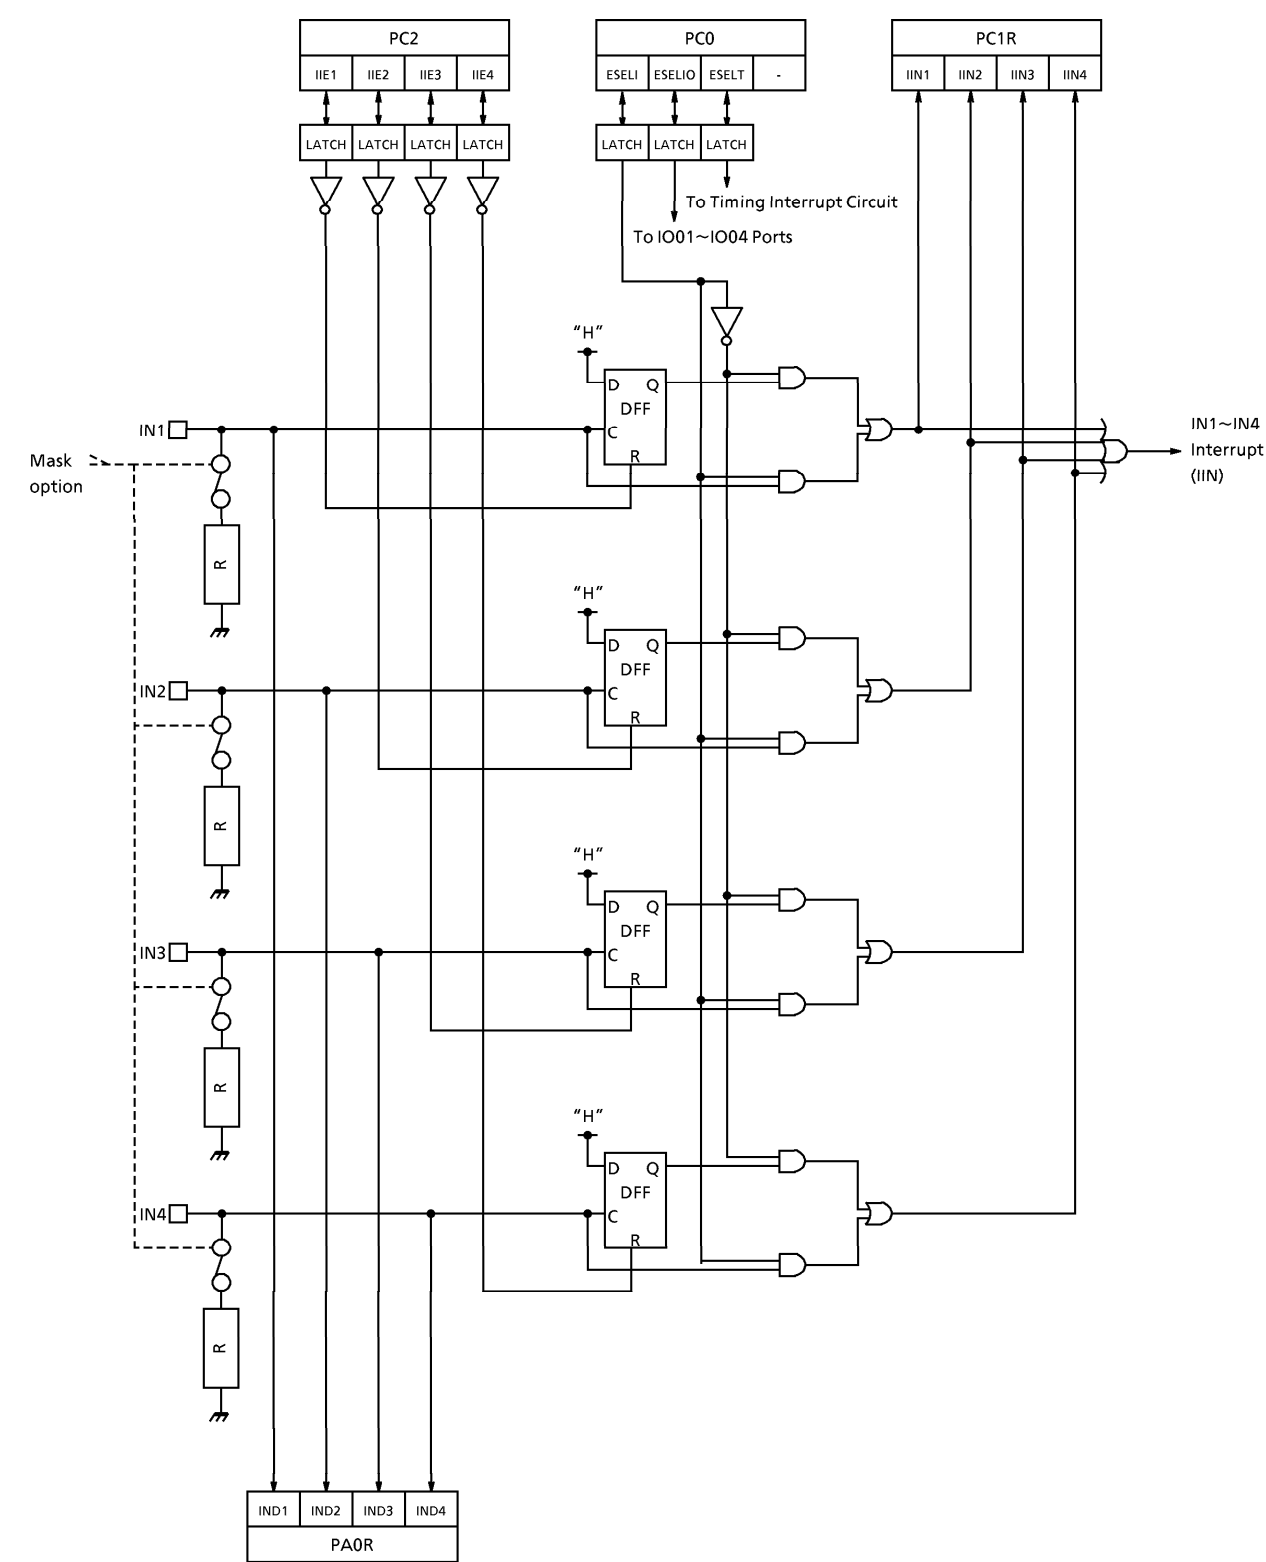 PC2 PC0 PC1R
IIE1 IIE2 IIE3 IIE4 ESELI ESELIO ESELT - IIN1 IIN2 IIN3 IIN4
LATCH LATCH LATCH LATCH LATCH LATCH LATCH
To Timing Interrupt Circuit
To IO01~IO04 Ports
“H”
D Q
DFF
IN1 C IN1~IN4
R
Mask Interrupt
option (IIN)
R
“H”
D Q
DFF
IN2 C
R
R
“H”
D Q
DFF
IN3 C
R
R
“H”
D Q
DFF
IN4 C
R
R
IND1 IND2 IND3 IND4
PA0R